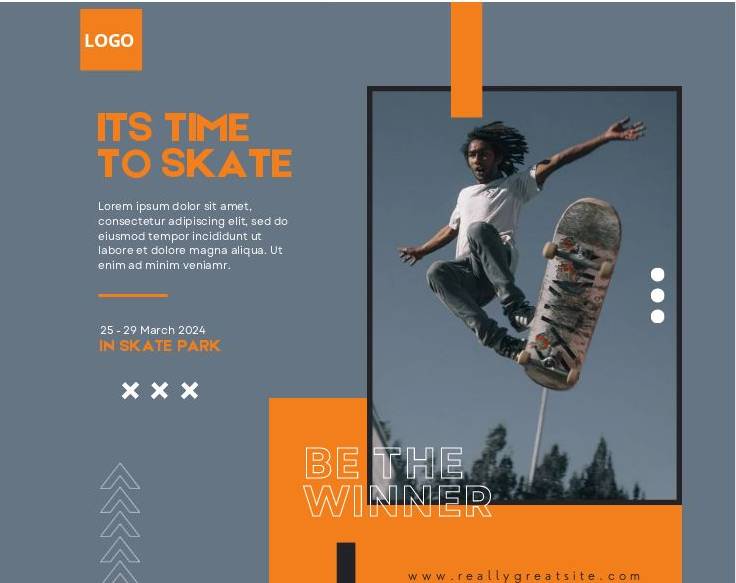 LOGO
ITS TIME
TO SKATE
Lorem ipsum dolor sit amet,
consectetur adipiscing elit, sed do
eiusmod tempor incididunt ut
labore et dolore magna aliqua. Ut
enim ad minim veniamr.
25 - 29 March 2024
IN SKATE PARK
BE THE
WINNER
www.reallygreatsite.com